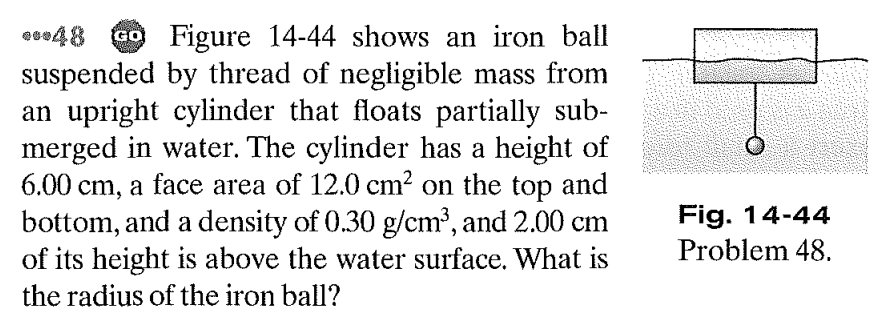 •••48 GO Figure 14-44 shows an iron ball
suspended by thread of negligible mass from
an upright cylinder that floats partially sub-
merged in water. The cylinder has a height of
6.00 cm, a face area of 12.0 cm² on the top and
bottom, and a density of 0.30 g/cm³, and 2.00 cm
of its height is above the water surface. What is
the radius of the iron ball?
Fig. 14-44
Problem 48.